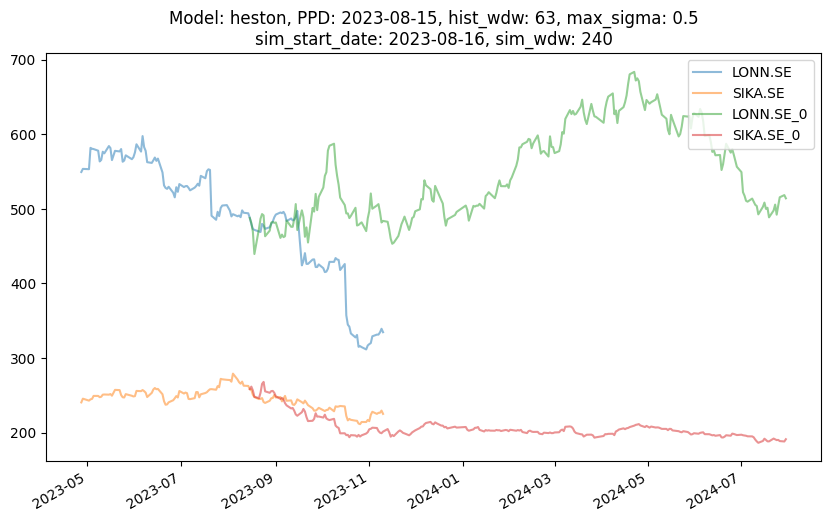 Model: heston, PPD: 2023-08-15, hist_wdw: 63, max_sigma: 0.5
sim_start_date: 2023-08-16, sim_wdw: 240
700
600
500
400
300
200
LONN.SE
SIKA.SE
LONN.SE_0
SIKA.SE_0
2023-05
2023-07
2023-09
2023-11
2024-01
2024-03
2024-05
2024-07